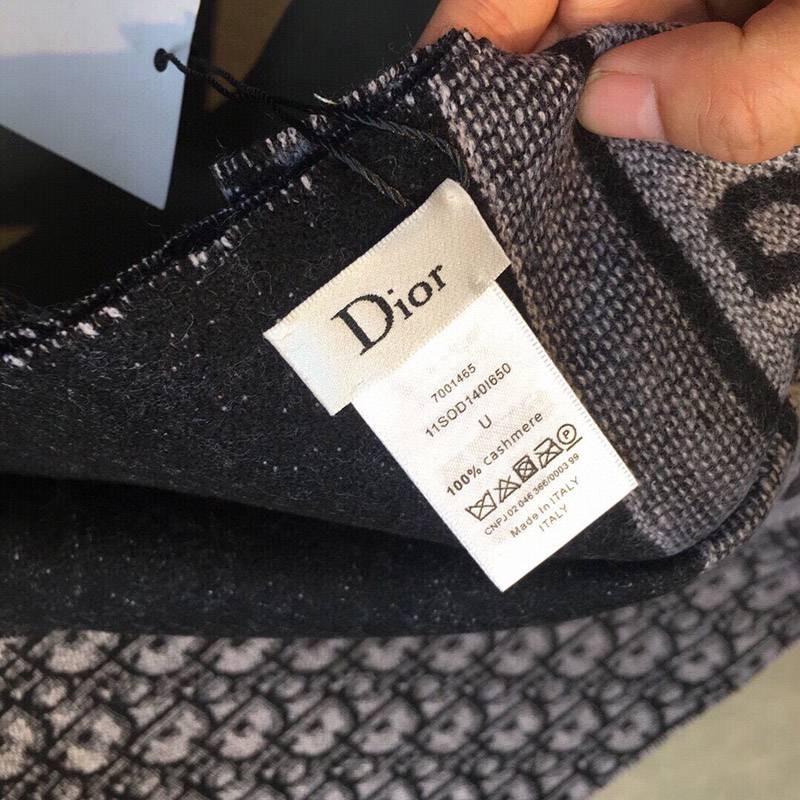 Dior
7001465
11SOD140I650
U
100% cashmere
CNPJ 02 046 366/0003 99
Made In ITALY
ITALY
D